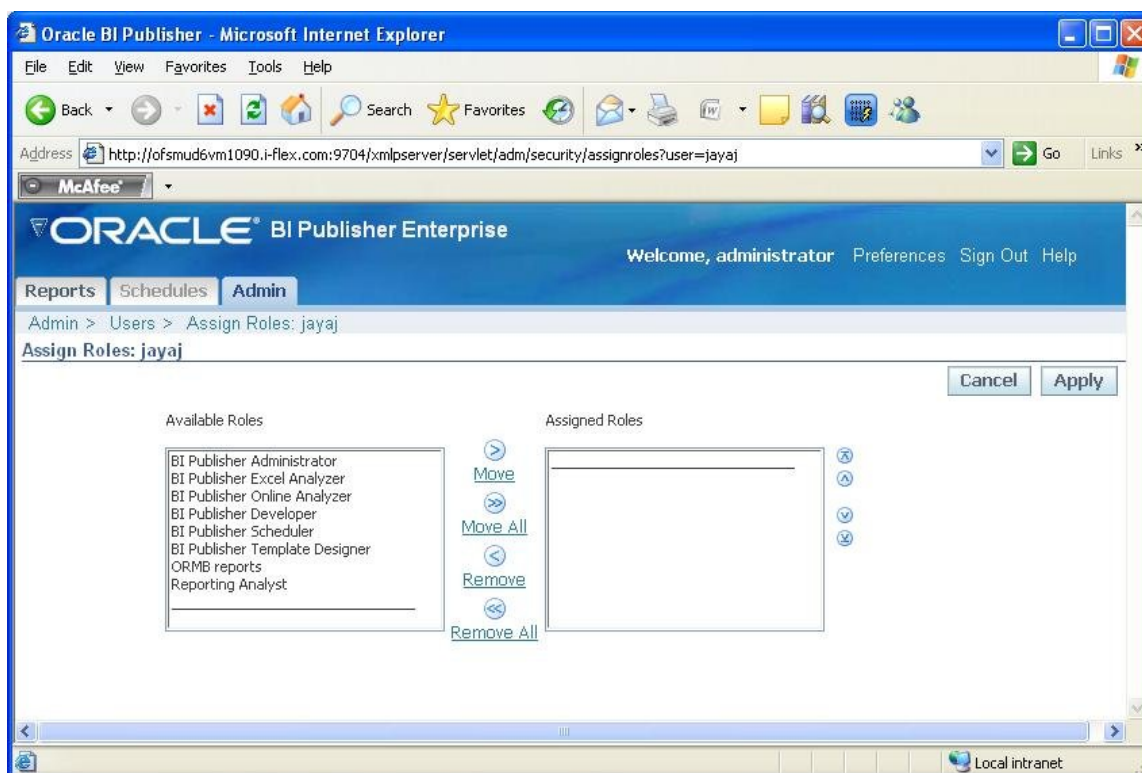 Oracle BI Publisher - Microsoft Internet Explorer
File Edit View Favorites Tools Help
Back Search Favorites
Address http://ofsmud6vm1090.i-flex.com:9704/xmlpserver/servlet/adm/security/assignroles?user=jayaj Go Links »
McAfee
ORACLE BI Publisher Enterprise
Welcome, administrator Preferences Sign Out Help
Reports Schedules Admin
Admin > Users > Assign Roles: jayaj
Assign Roles: jayaj
Cancel Apply
Available Roles
BI Publisher Administrator
BI Publisher Excel Analyzer
BI Publisher Online Analyzer
BI Publisher Developer
BI Publisher Scheduler
BI Publisher Template Designer
ORMB reports
Reporting Analyst
Move
Move All
Remove
Remove All
Assigned Roles
Local intranet